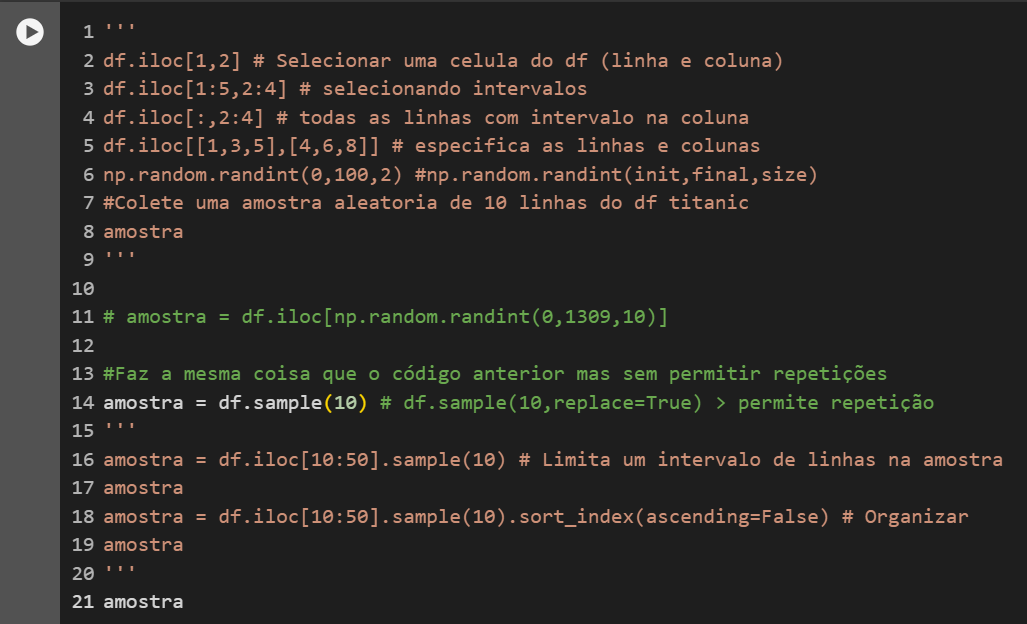 1 '''
2 df.iloc[1,2] # Selecionar uma celula do df (linha e coluna)
3 df.iloc[1:5,2:4] # selecionando intervalos
4 df.iloc[:,2:4] # todas as linhas com intervalo na coluna
5 df.iloc[[1,3,5],[4,6,8]] # especifica as linhas e colunas
6 np.random.randint(0,100,2) #np.random.randint(init,final,size)
7 #Colete uma amostra aleatoria de 10 linhas do df titanic
8 amostra
9 '''
10
11 # amostra = df.iloc[np.random.randint(0,1309,10)]
12
13 #Faz a mesma coisa que o código anterior mas sem permitir repetições
14 amostra = df.sample(10) # df.sample(10,replace=True) > permite repetição
15 '''
16 amostra = df.iloc[10:50].sample(10) # Limita um intervalo de linhas na amostra
17 amostra
18 amostra = df.iloc[10:50].sample(10).sort_index(ascending=False) # Organizar
19 amostra
20 '''
21 amostra